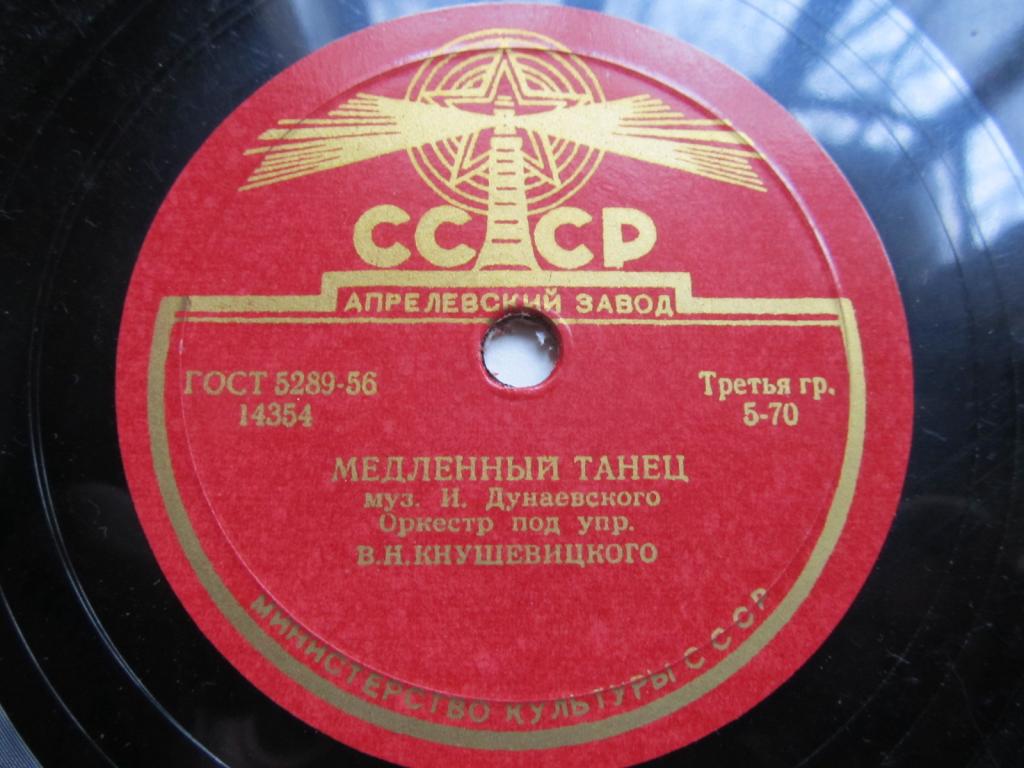 СССР
АПРЕЛЕВСКИЙ ЗАВОД
ГОСТ 5289-56
14354
Третья гр.
5-70
МЕДЛЕННЫЙ ТАНЕЦ
муз. И. Дунаевского
Оркестр под упр.
В.Н.КНУШЕВИЦКОГО
МИНИСТЕРСТВО КУЛЬТУРЫ СССР